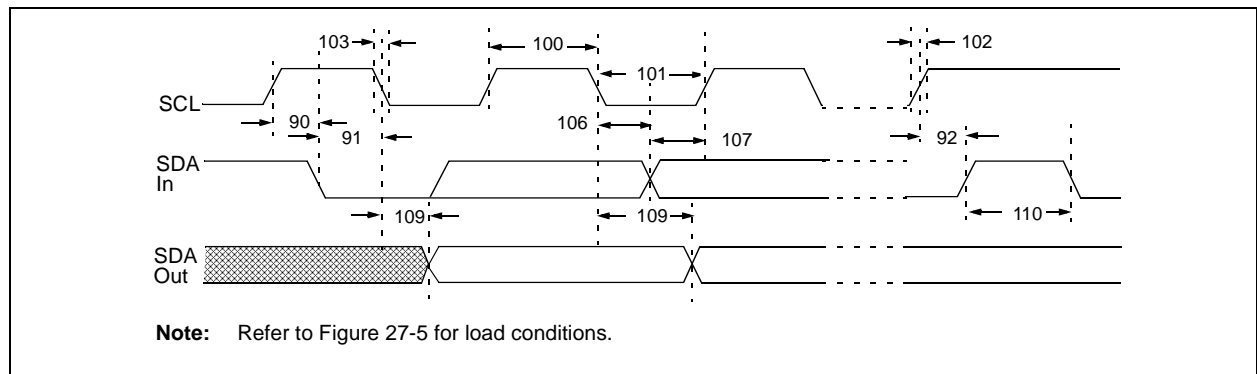 103
100
102
101
SCL
90
106
91
107
92
SDA
In
109
109
110
SDA
Out
Note: Refer to Figure 27-5 for load conditions.